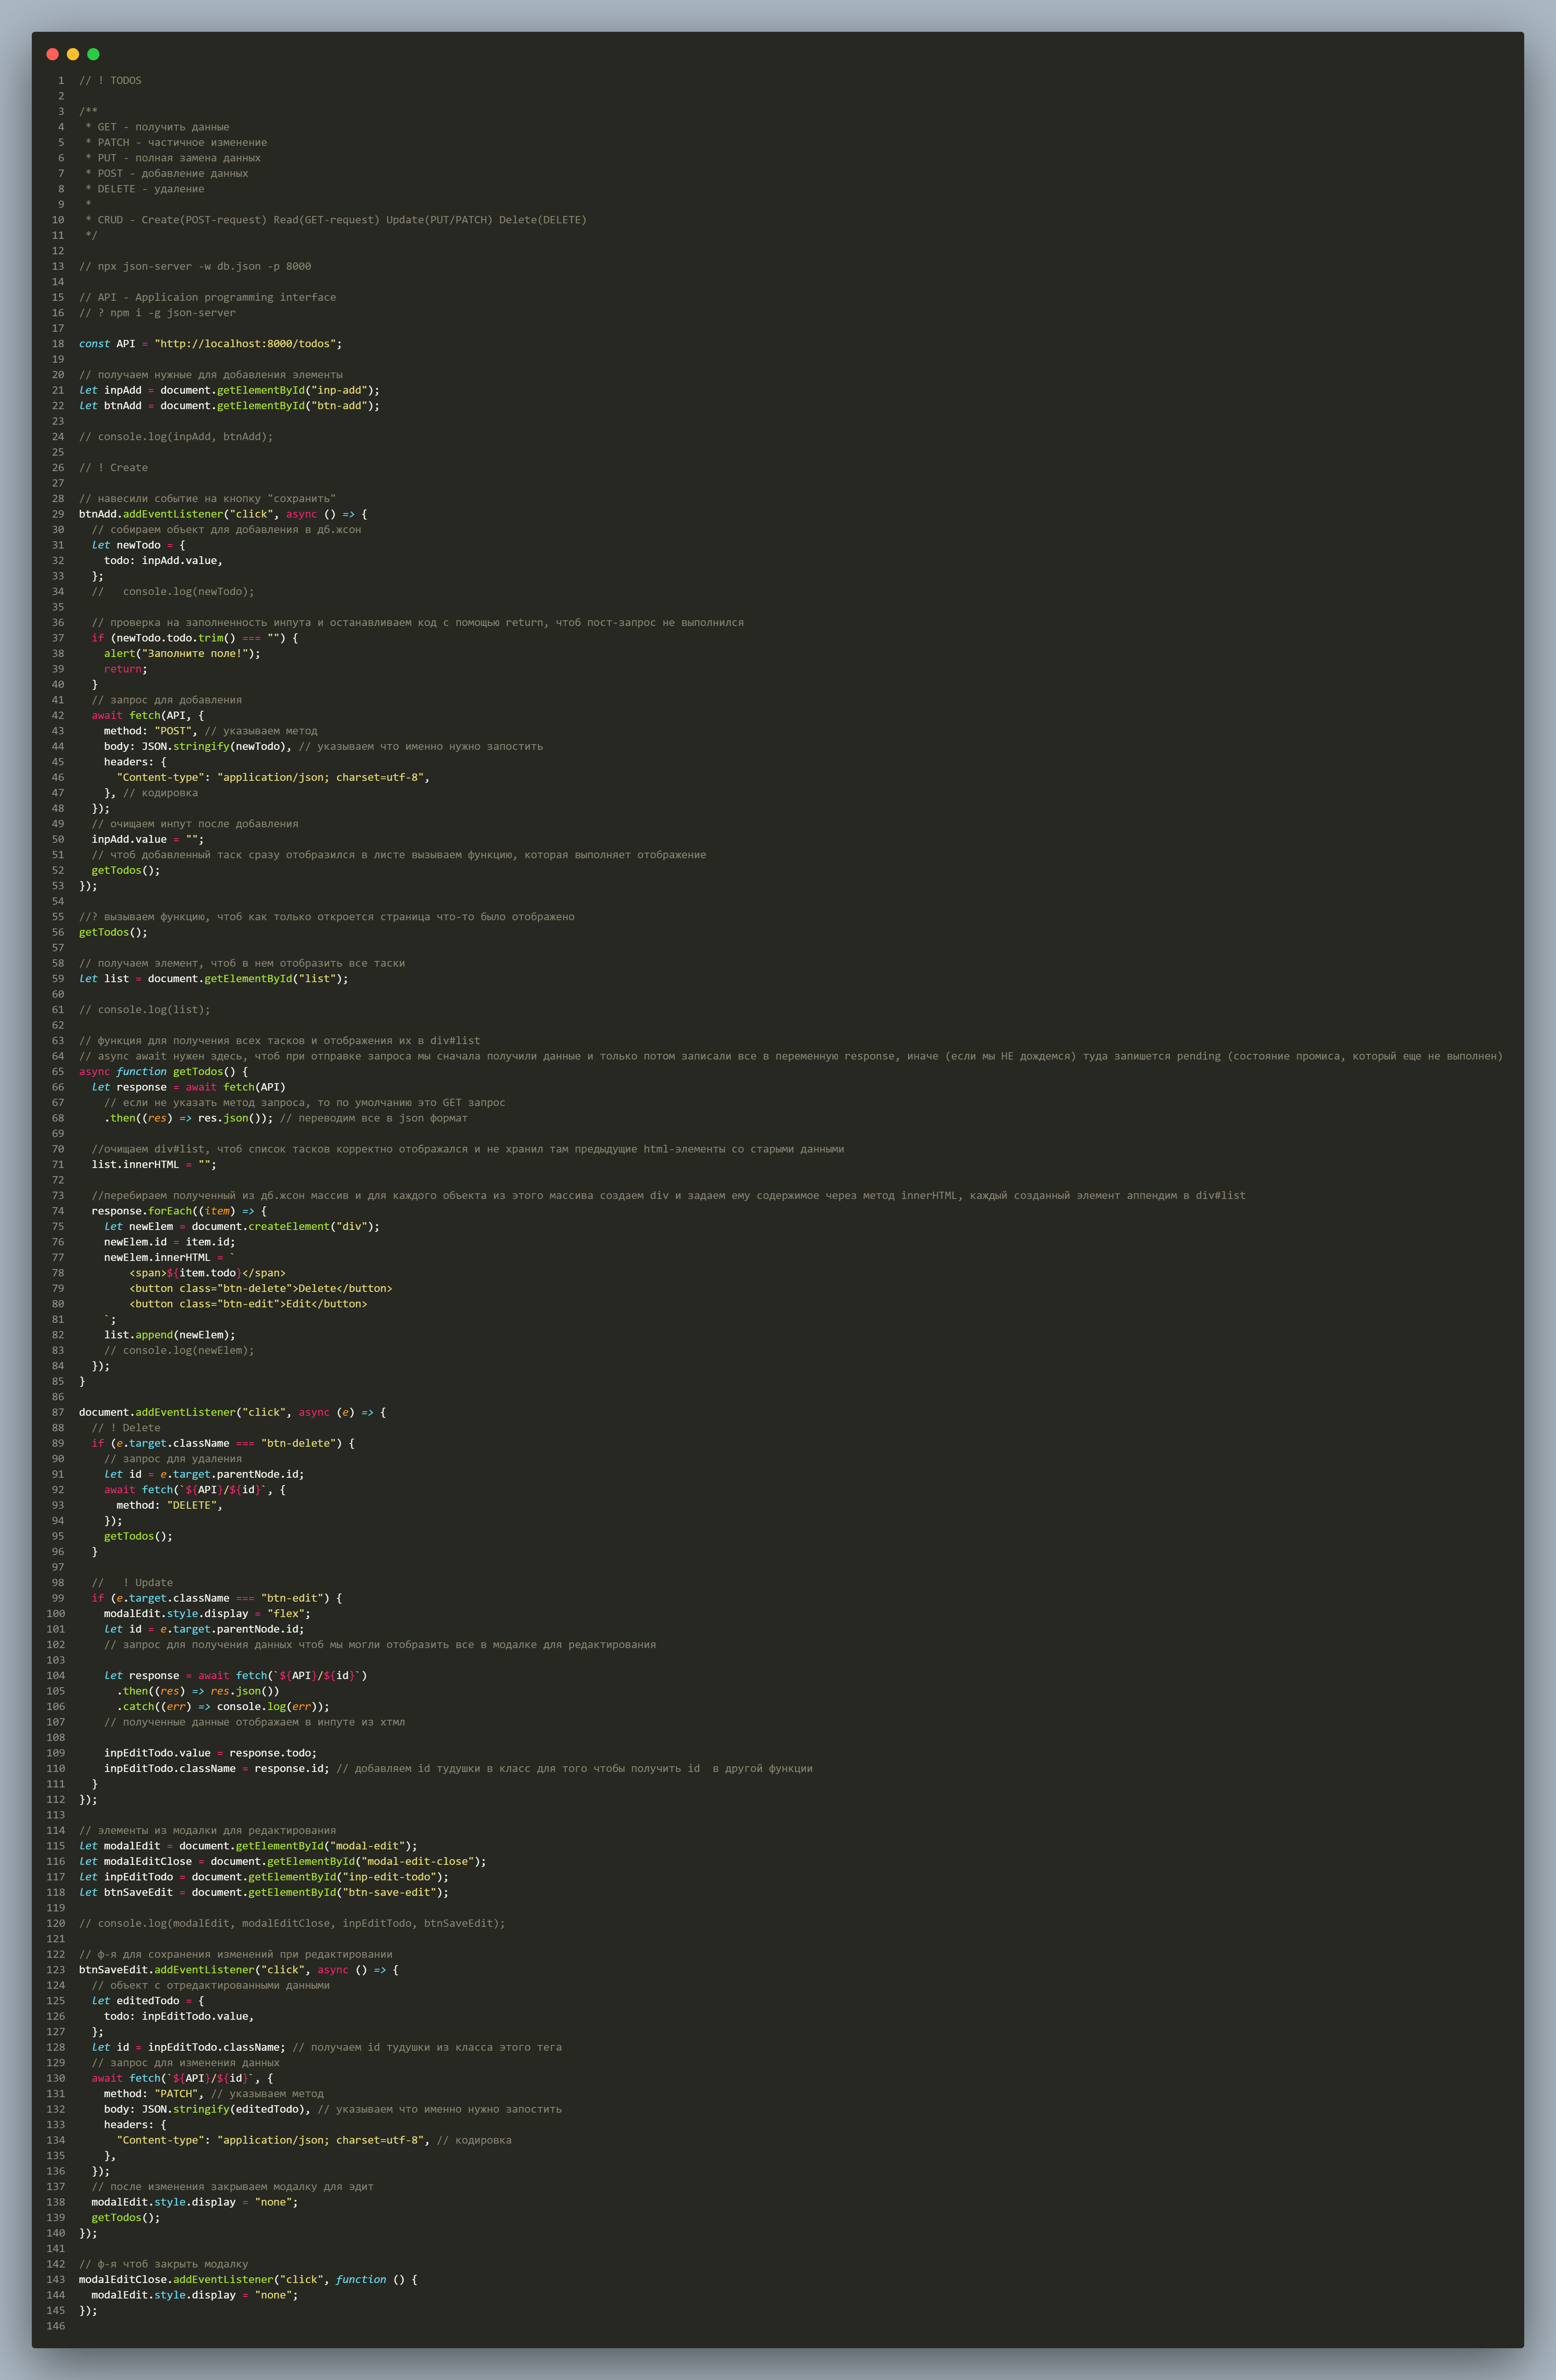 1 // ! TODOS
2
3 /**
4  * GET - получить данные
5  * PATCH - частичное изменение
6  * PUT - полная замена данных
7  * POST - добавление данных
8  * DELETE - удаление
9  *
10  * CRUD - Create(POST-request) Read(GET-request) Update(PUT/PATCH) Delete(DELETE)
11  */
12
13 // npx json-server -w db.json -p 8000
14
15 // API - Applicaion programming interface
16 // ? npm i -g json-server
17
18 const API = "http://localhost:8000/todos";
19
20 // получаем нужные для добавления элементы
21 let inpAdd = document.getElementById("inp-add");
22 let btnAdd = document.getElementById("btn-add");
23
24 // console.log(inpAdd, btnAdd);
25
26 // ! Create
27
28 // навесили событие на кнопку "сохранить"
29 btnAdd.addEventListener("click", async () => {
30   // собираем объект для добавления в дб.жсон
31   let newTodo = {
32     todo: inpAdd.value,
33   };
34   //   console.log(newTodo);
35
36   // проверка на заполненность инпута и останавливаем код с помощью return, чтоб пост-запрос не выполнился
37   if (newTodo.todo.trim() === "") {
38     alert("Заполните поле!");
39     return;
40   }
41   // запрос для добавления
42   await fetch(API, {
43     method: "POST", // указываем метод
44     body: JSON.stringify(newTodo), // указываем что именно нужно запостить
45     headers: {
46       "Content-type": "application/json; charset=utf-8",
47     }, // кодировка
48   });
49   // очищаем инпут после добавления
50   inpAdd.value = "";
51   // чтоб добавленный таск сразу отобразился в листе вызываем функцию, которая выполняет отображение
52   getTodos();
53 });
54
55 //? вызываем функцию, чтоб как только откроется страница что-то было отображено
56 getTodos();
57
58 // получаем элемент, чтоб в нем отобразить все таски
59 let list = document.getElementById("list");
60
61 // console.log(list);
62
63 // функция для получения всех тасков и отображения их в div#list
64 // async await нужен здесь, чтоб при отправке запроса мы сначала получили данные и только потом записали все в переменную response, иначе (если мы НЕ дождемся) туда запишется pending (состояние промиса, который еще не выполнен)
65 async function getTodos() {
66   let response = await fetch(API)
67     // если не указать метод запроса, то по умолчанию это GET запрос
68     .then((res) => res.json()); // переводим все в json формат
69
70   //очищаем div#list, чтоб список тасков корректно отображался и не хранил там предыдущие html-элементы со старыми данными
71   list.innerHTML = "";
72
73   //перебираем полученный из дб.жсон массив и для каждого объекта из этого массива создаем div и задаем ему содержимое через метод innerHTML, каждый созданный элемент аппендим в div#list
74   response.forEach((item) => {
75     let newElem = document.createElement("div");
76     newElem.id = item.id;
77     newElem.innerHTML = `
78         <span>${item.todo}</span>
79         <button class="btn-delete">Delete</button>
80         <button class="btn-edit">Edit</button>
81     `;
82     list.append(newElem);
83     // console.log(newElem);
84   });
85 }
86
87 document.addEventListener("click", async (e) => {
88   // ! Delete
89   if (e.target.className === "btn-delete") {
90     // запрос для удаления
91     let id = e.target.parentNode.id;
92     await fetch(`${API}/${id}`, {
93       method: "DELETE",
94     });
95     getTodos();
96   }
97
98   //   ! Update
99   if (e.target.className === "btn-edit") {
100     modalEdit.style.display = "flex";
101     let id = e.target.parentNode.id;
102     // запрос для получения данных чтоб мы могли отобразить все в модалке для редактирования
103
104     let response = await fetch(`${API}/${id}`)
105       .then((res) => res.json())
106       .catch((err) => console.log(err));
107     // полученные данные отображаем в инпуте из хтмл
108
109     inpEditTodo.value = response.todo;
110     inpEditTodo.className = response.id; // добавляем id тудушки в класс для того чтобы получить id  в другой функции
111   }
112 });
113
114 // элементы из модалки для редактирования
115 let modalEdit = document.getElementById("modal-edit");
116 let modalEditClose = document.getElementById("modal-edit-close");
117 let inpEditTodo = document.getElementById("inp-edit-todo");
118 let btnSaveEdit = document.getElementById("btn-save-edit");
119
120 // console.log(modalEdit, modalEditClose, inpEditTodo, btnSaveEdit);
121
122 // ф-я для сохранения изменений при редактировании
123 btnSaveEdit.addEventListener("click", async () => {
124   // объект с отредактированными данными
125   let editedTodo = {
126     todo: inpEditTodo.value,
127   };
128   let id = inpEditTodo.className; // получаем id тудушки из класса этого тега
129   // запрос для изменения данных
130   await fetch(`${API}/${id}`, {
131     method: "PATCH", // указываем метод
132     body: JSON.stringify(editedTodo), // указываем что именно нужно запостить
133     headers: {
134       "Content-type": "application/json; charset=utf-8", // кодировка
135     },
136   });
137   // после изменения закрываем модалку для эдит
138   modalEdit.style.display = "none";
139   getTodos();
140 });
141
142 // ф-я чтоб закрыть модалку
143 modalEditClose.addEventListener("click", function () {
144   modalEdit.style.display = "none";
145 });
146